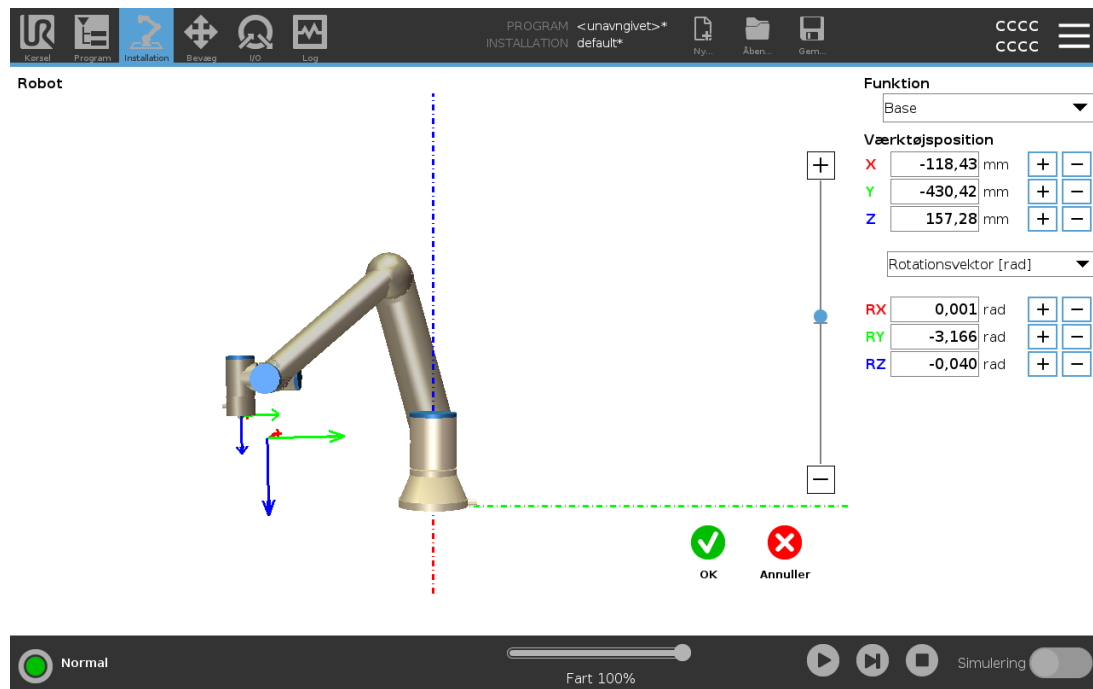 UR
PROGRAM <unavngivet>*
INSTALLATION default*
Kørsel Program Installation Bevæg I/O Log
Ny... Åben... Gem...
CCCC
CCCC
Robot
Funktion
Base
Værktøjsposition
X -118,43 mm + −
Y -430,42 mm + −
Z 157,28 mm + −
Rotationsvektor [rad]
RX 0,001 rad + −
RY -3,166 rad + −
RZ -0,040 rad + −
+
−
OK Annuller
Normal
Fart 100%
Simulering